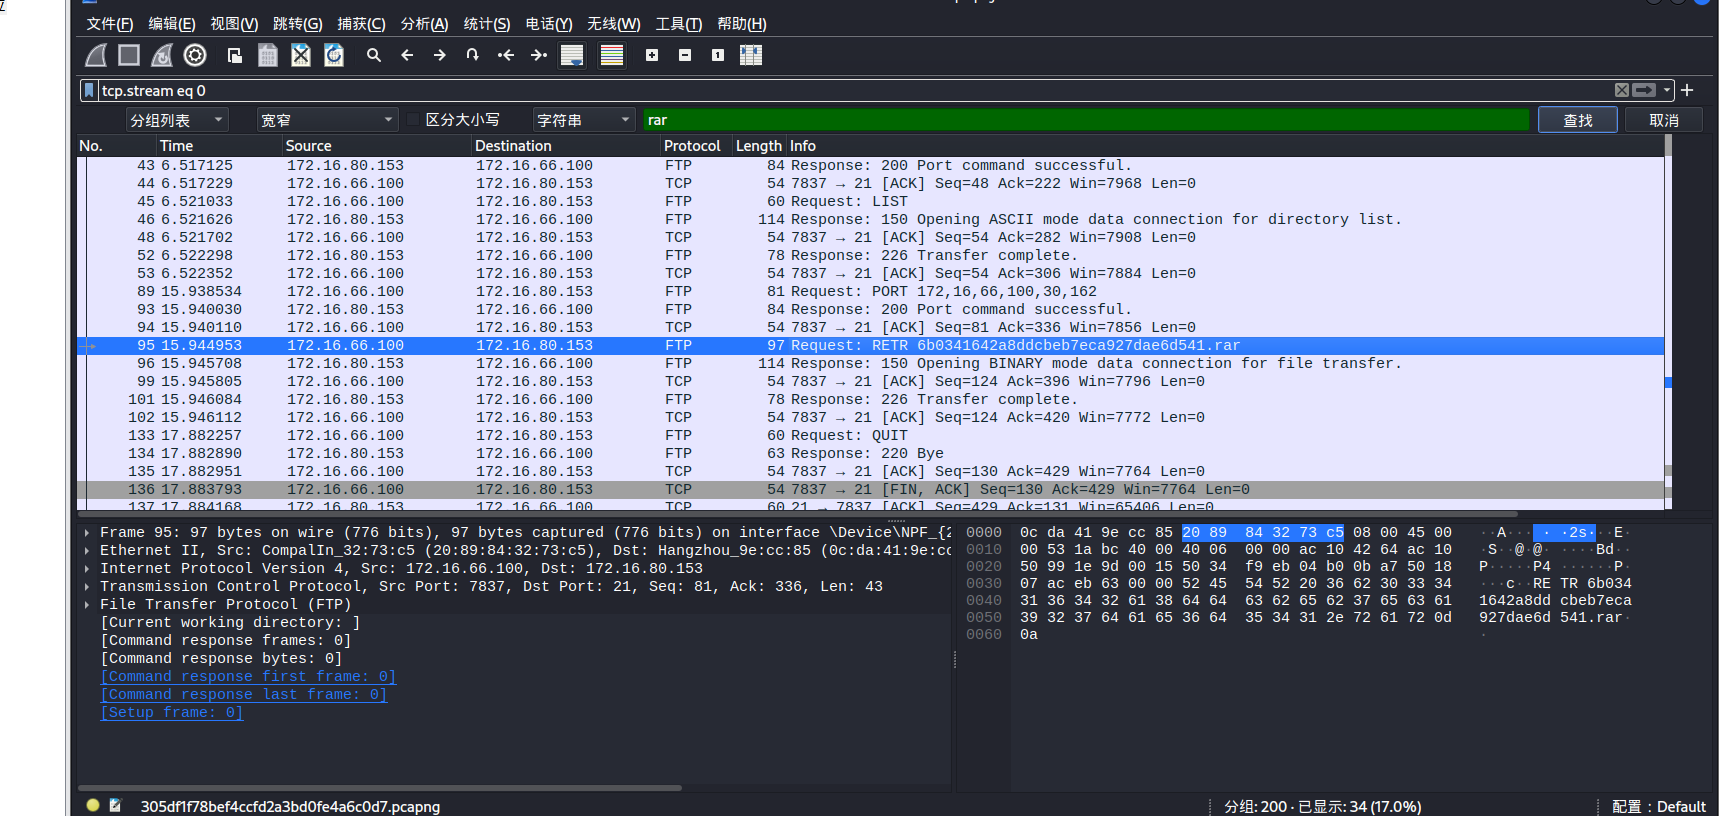 文件(F) 编辑(E) 视图(V) 跳转(G) 捕获(C) 分析(A) 统计(S) 电话(Y) 无线(W) 工具(T) 帮助(H)
tcp.stream eq 0
分组列表 宽窄 区分大小写 字符串 rar 查找 取消
No. Time Source Destination Protocol Length Info
43 6.517125 172.16.80.153 172.16.66.100 FTP 84 Response: 200 Port command successful.
44 6.517229 172.16.66.100 172.16.80.153 TCP 54 7837 → 21 [ACK] Seq=48 Ack=222 Win=7968 Len=0
45 6.521033 172.16.66.100 172.16.80.153 FTP 60 Request: LIST
46 6.521626 172.16.80.153 172.16.66.100 FTP 114 Response: 150 Opening ASCII mode data connection for directory list.
48 6.521702 172.16.66.100 172.16.80.153 TCP 54 7837 → 21 [ACK] Seq=54 Ack=282 Win=7908 Len=0
52 6.522298 172.16.80.153 172.16.66.100 FTP 78 Response: 226 Transfer complete.
53 6.522352 172.16.66.100 172.16.80.153 TCP 54 7837 → 21 [ACK] Seq=54 Ack=306 Win=7884 Len=0
89 15.938534 172.16.66.100 172.16.80.153 FTP 81 Request: PORT 172,16,66,100,30,162
93 15.940030 172.16.80.153 172.16.66.100 FTP 84 Response: 200 Port command successful.
94 15.940110 172.16.66.100 172.16.80.153 TCP 54 7837 → 21 [ACK] Seq=81 Ack=336 Win=7856 Len=0
95 15.944953 172.16.66.100 172.16.80.153 FTP 97 Request: RETR 6b0341642a8ddcbeb7eca927dae6d541.rar
96 15.945708 172.16.80.153 172.16.66.100 FTP 114 Response: 150 Opening BINARY mode data connection for file transfer.
99 15.945805 172.16.66.100 172.16.80.153 TCP 54 7837 → 21 [ACK] Seq=124 Ack=396 Win=7796 Len=0
101 15.946084 172.16.80.153 172.16.66.100 FTP 78 Response: 226 Transfer complete.
102 15.946112 172.16.66.100 172.16.80.153 TCP 54 7837 → 21 [ACK] Seq=124 Ack=420 Win=7772 Len=0
133 17.882257 172.16.66.100 172.16.80.153 FTP 60 Request: QUIT
134 17.882890 172.16.80.153 172.16.66.100 FTP 63 Response: 220 Bye
135 17.882951 172.16.66.100 172.16.80.153 TCP 54 7837 → 21 [ACK] Seq=130 Ack=429 Win=7764 Len=0
136 17.883793 172.16.66.100 172.16.80.153 TCP 54 7837 → 21 [FIN, ACK] Seq=130 Ack=429 Win=7764 Len=0
137 17.884168 172.16.80.153 172.16.66.100 TCP 60 21 → 7837 [ACK] Seq=429 Ack=131 Win=65406 Len=0
Frame 95: 97 bytes on wire (776 bits), 97 bytes captured (776 bits) on interface \Device\NPF_{2
Ethernet II, Src: CompalIn_32:73:c5 (20:89:84:32:73:c5), Dst: Hangzhou_9e:cc:85 (0c:da:41:9e:cc
Internet Protocol Version 4, Src: 172.16.66.100, Dst: 172.16.80.153
Transmission Control Protocol, Src Port: 7837, Dst Port: 21, Seq: 81, Ack: 336, Len: 43
File Transfer Protocol (FTP)
[Current working directory: ]
[Command response frames: 0]
[Command response bytes: 0]
[Command response first frame: 0]
[Command response last frame: 0]
[Setup frame: 0]
0000 0c da 41 9e cc 85 20 89 84 32 73 c5 08 00 45 00 ··A··· · ·2s···E·
0010 00 53 1a bc 40 00 40 06 00 00 ac 10 42 64 ac 10 ·S··@·@· ····Bd··
0020 50 99 1e 9d 00 15 50 34 f9 eb 04 b0 0b a7 50 18 P·····P4 ······P·
0030 07 ac eb 63 00 00 52 45 54 52 20 36 62 30 33 34 ···c··RE TR 6b034
0040 31 36 34 32 61 38 64 64 63 62 65 62 37 65 63 61 1642a8dd cbeb7eca
0050 39 32 37 64 61 65 36 64 35 34 31 2e 72 61 72 0d 927dae6d 541.rar·
0060 0a ·
305df1f78bef4ccfd2a3bd0fe4a6c0d7.pcapng 分组: 200 · 已显示: 34 (17.0%) 配置：Default